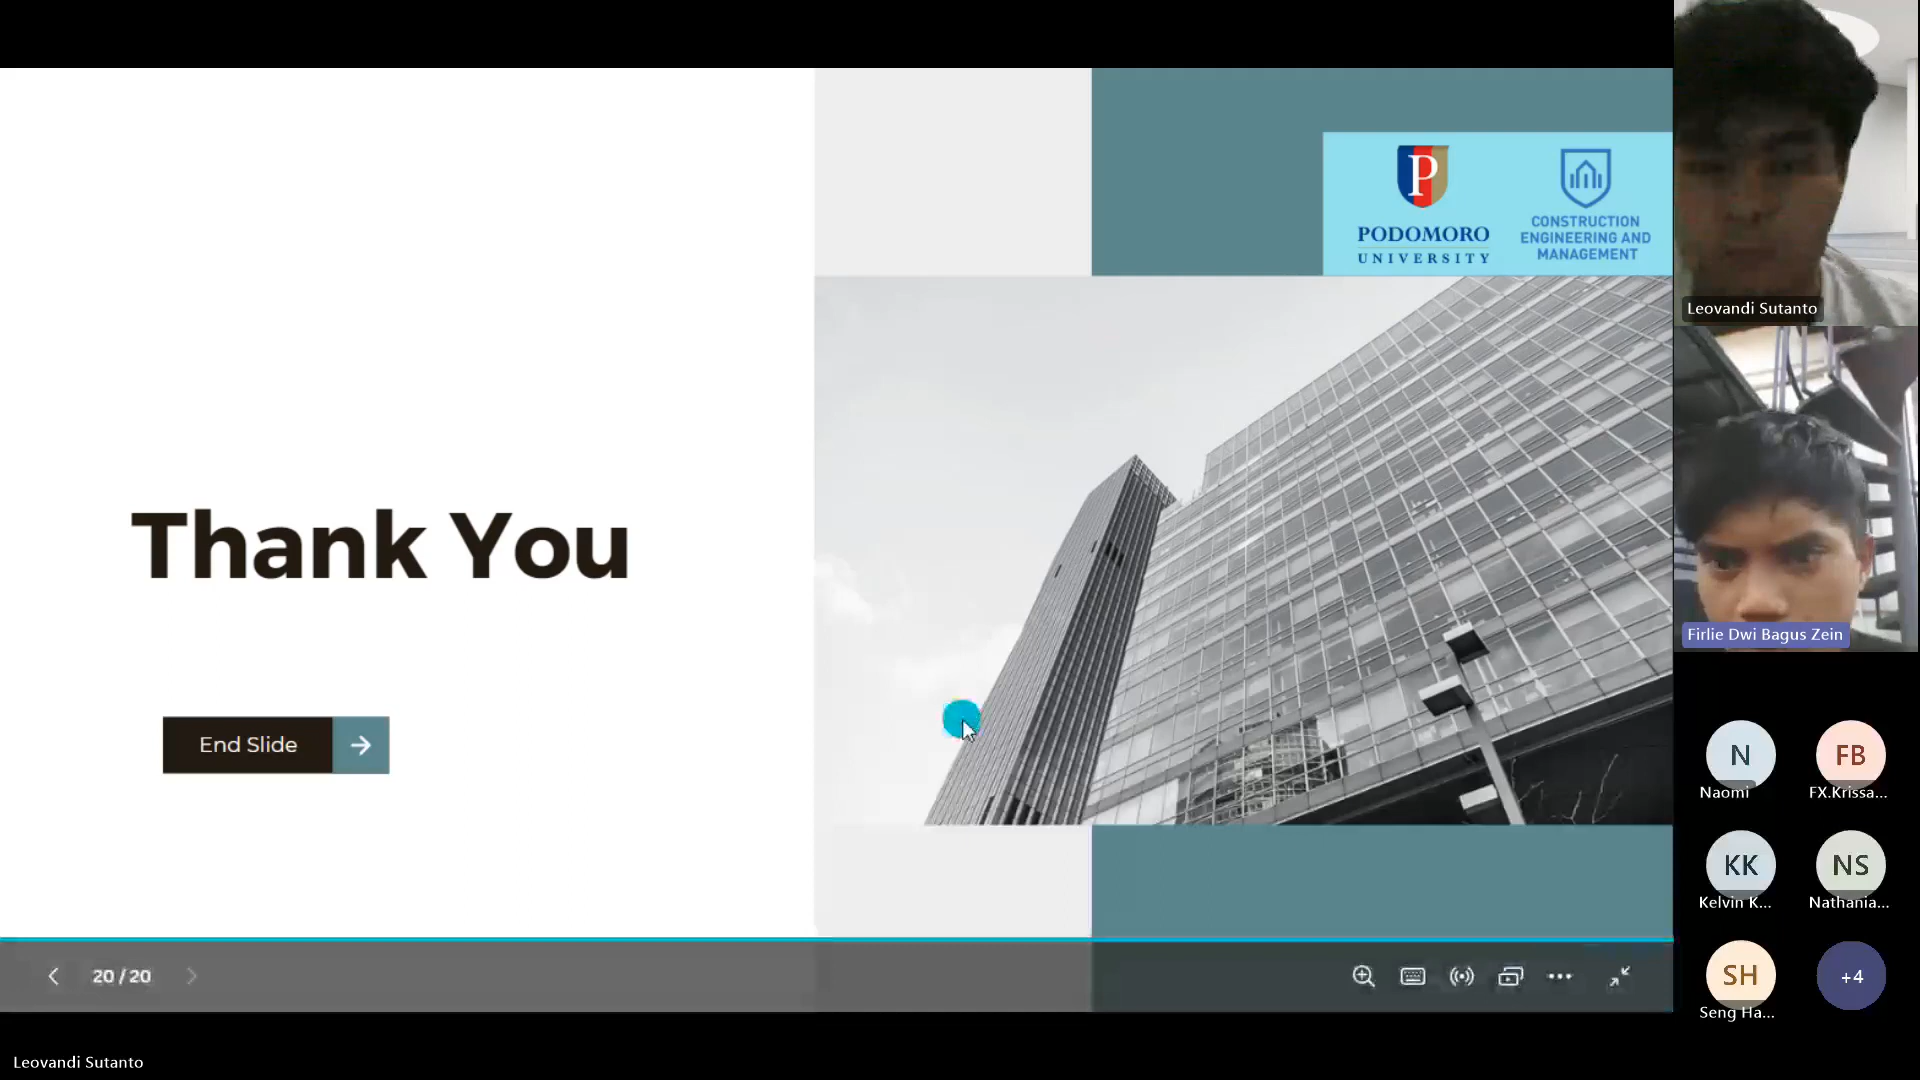 P
PODOMORO
UNIVERSITY
CONSTRUCTION
ENGINEERING AND
MANAGEMENT
Thank You
End Slide
20 / 20
Leovandi Sutanto
Firlie Dwi Bagus Zein
N
Naomi
FB
FX.Krissa...
KK
Kelvin K...
NS
Nathania...
SH
Seng Ha...
+4
Leovandi Sutanto